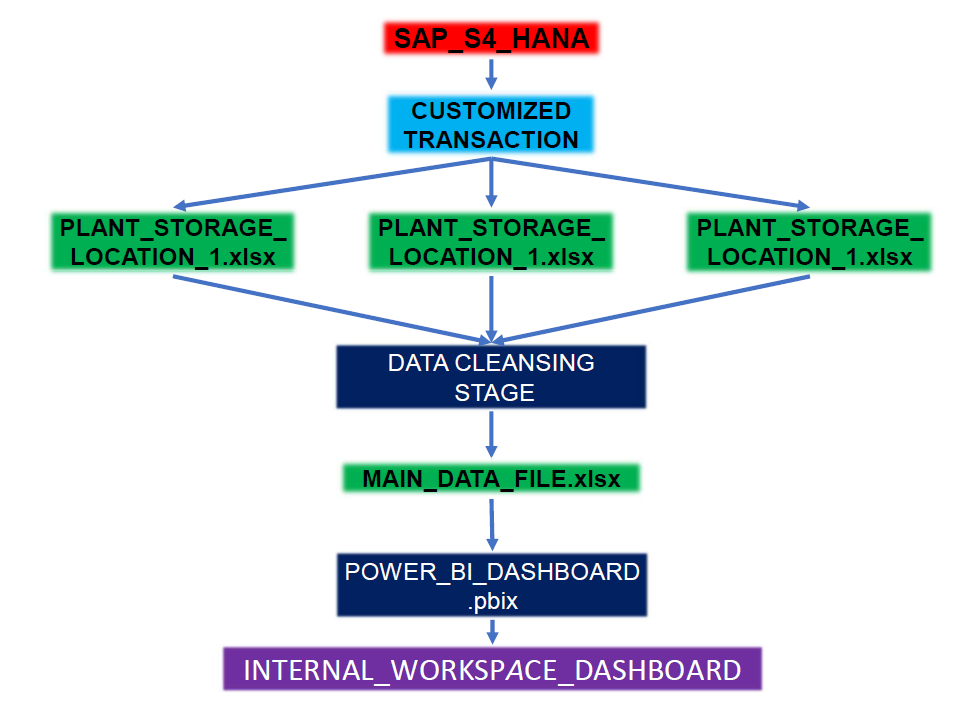 SAP_S4_HANA
CUSTOMIZED
TRANSACTION
PLANT_STORAGE_
LOCATION_1.xlsx
PLANT_STORAGE_
LOCATION_1.xlsx
PLANT_STORAGE_
LOCATION_1.xlsx
DATA CLEANSING
STAGE
MAIN_DATA_FILE.xlsx
POWER_BI_DASHBOARD
.pbix
INTERNAL_WORKSPACE_DASHBOARD